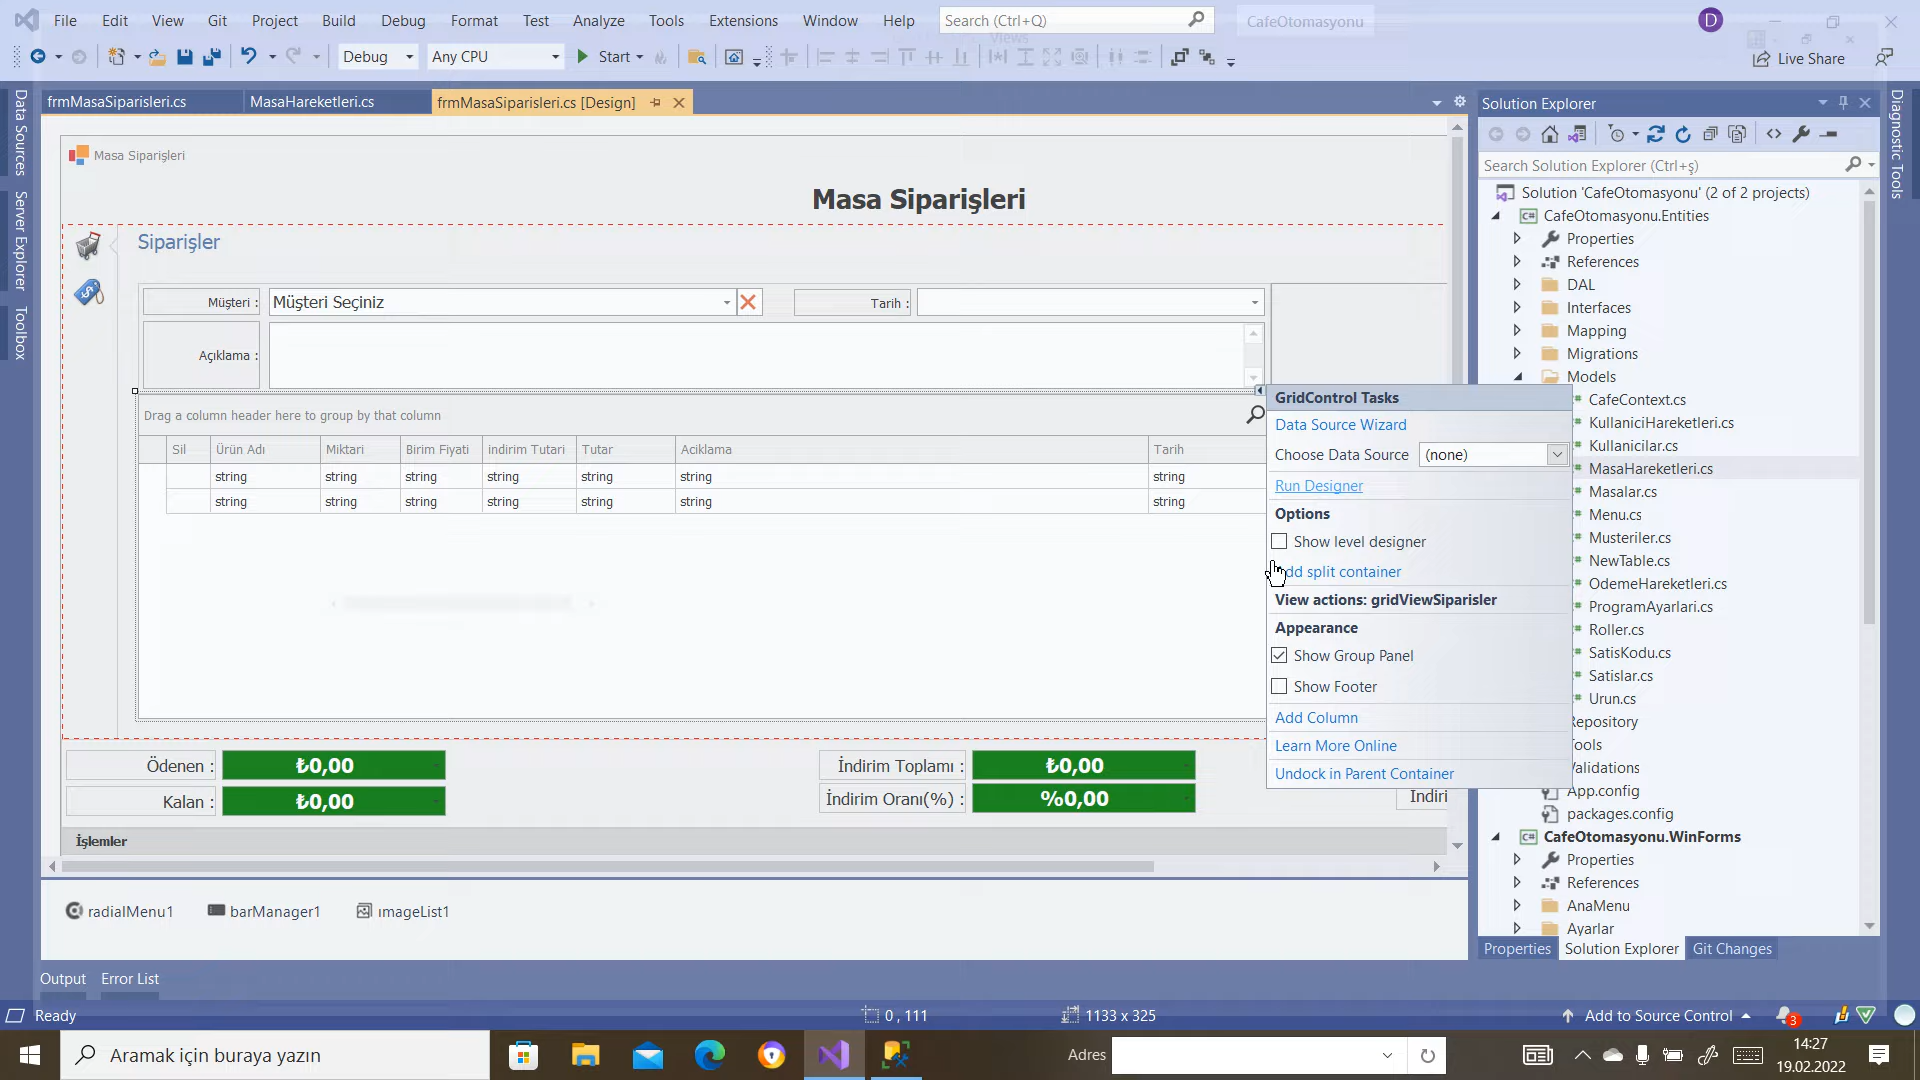 File Edit View Git Project Build Debug Format Test Analyze Tools Extensions Window Help Search (Ctrl+Q) CafeOtomasyonu D
Views
Debug Any CPU Start Live Share
frmMasaSiparisleri.cs MasaHareketleri.cs frmMasaSiparisleri.cs [Design]
Data Sources
Server Explorer
Toolbox
Masa Siparişleri
Masa Siparişleri
Siparişler
Müşteri : Müşteri Seçiniz Tarih :
Açıklama :
Drag a column header here to group by that column
Sil Ürün Adı Miktari Birim Fiyati indirim Tutari Tutar Aciklama Tarih
string string string string string string string
string string string string string string string
Ödenen : ₺0,00 İndirim Toplamı : ₺0,00
Kalan : ₺0,00 İndirim Oranı(%) : %0,00 İndiri
İşlemler
radialMenu1 barManager1 ımageList1
GridControl Tasks
Data Source Wizard
Choose Data Source (none)
Run Designer
Options
Show level designer
dd split container
View actions: gridViewSiparisler
Appearance
Show Group Panel
Show Footer
Add Column
Learn More Online
Undock in Parent Container
Solution Explorer
Search Solution Explorer (Ctrl+ş)
Solution 'CafeOtomasyonu' (2 of 2 projects)
CafeOtomasyonu.Entities
Properties
References
DAL
Interfaces
Mapping
Migrations
Models
CafeContext.cs
KullaniciHareketleri.cs
Kullanicilar.cs
MasaHareketleri.cs
Masalar.cs
Menu.cs
Musteriler.cs
NewTable.cs
OdemeHareketleri.cs
ProgramAyarlari.cs
Roller.cs
SatisKodu.cs
Satislar.cs
Urun.cs
Repository
Tools
Validations
App.config
packages.config
CafeOtomasyonu.WinForms
Properties
References
AnaMenu
Ayarlar
Properties Solution Explorer Git Changes
Diagnostic Tools
Output Error List
Ready 0 , 111 1133 x 325 Add to Source Control 3
Aramak için buraya yazın Adres 14:27
19.02.2022